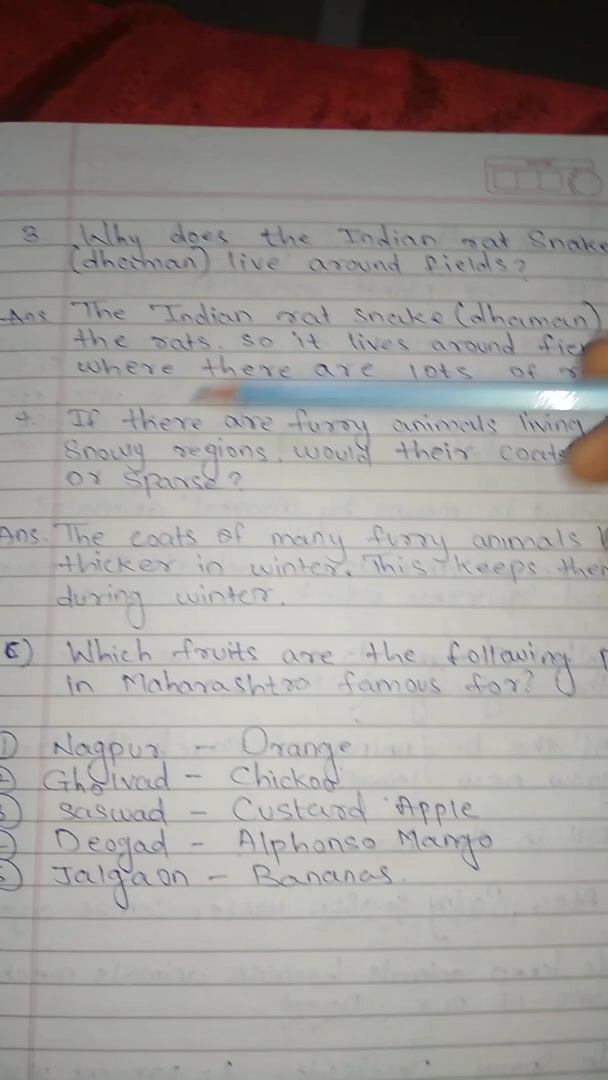 3 Why does the Indian rat Snake
(dhaman) live around fields?
Ans The Indian rat snake (dhaman)
the rats. so it lives around
where there are lots of
4. If there are furry animals living
Snowy regions. would their coats
or Sparse?
Ans. The coats of many furry animals
thicker in winter. This keeps
during winter.
C) Which fruits are the following
in Maharashtra famous for?
① Nagpur - Orange
② Gholvad - Chickoo
③ Saswad - Custard Apple
④ Deogad - Alphonso Mango
⑤ Jalgaon - Bananas.